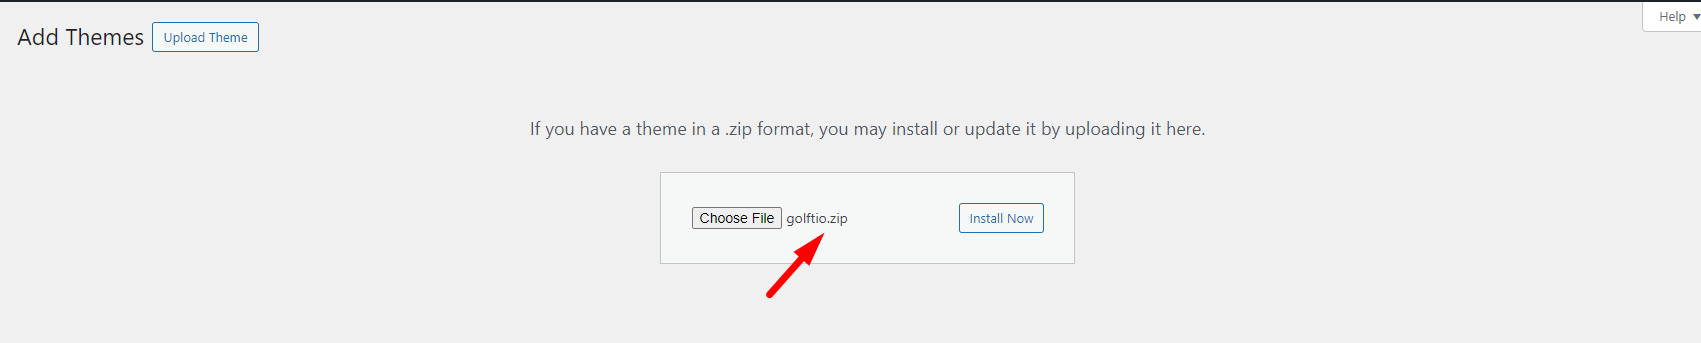 Help ▼
Add Themes Upload Theme
If you have a theme in a .zip format, you may install or update it by uploading it here.
Choose File golftio.zip Install Now